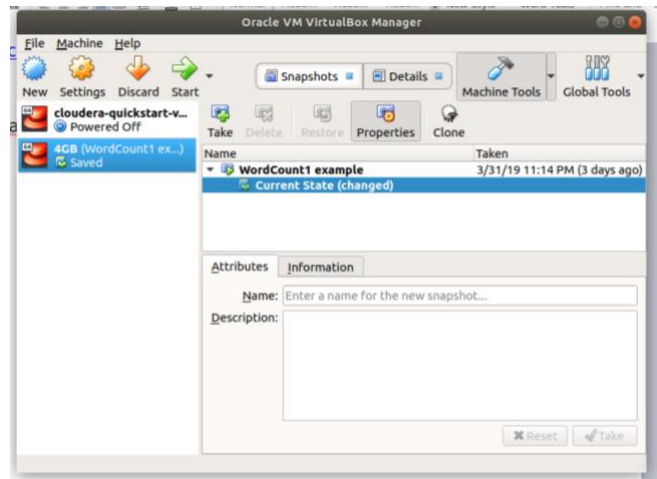 Oracle VM VirtualBox Manager
File Machine Help
New Settings Discard Start
Snapshots Details
Machine Tools Global Tools
cloudera-quickstart-v...
Powered Off
4GB (WordCount1 ex...)
Saved
Take Delete Restore Properties Clone
Name Taken
WordCount1 example 3/31/19 11:14 PM (3 days ago)
Current State (changed)
Attributes Information
Name: Enter a name for the new snapshot...
Description:
Reset Take